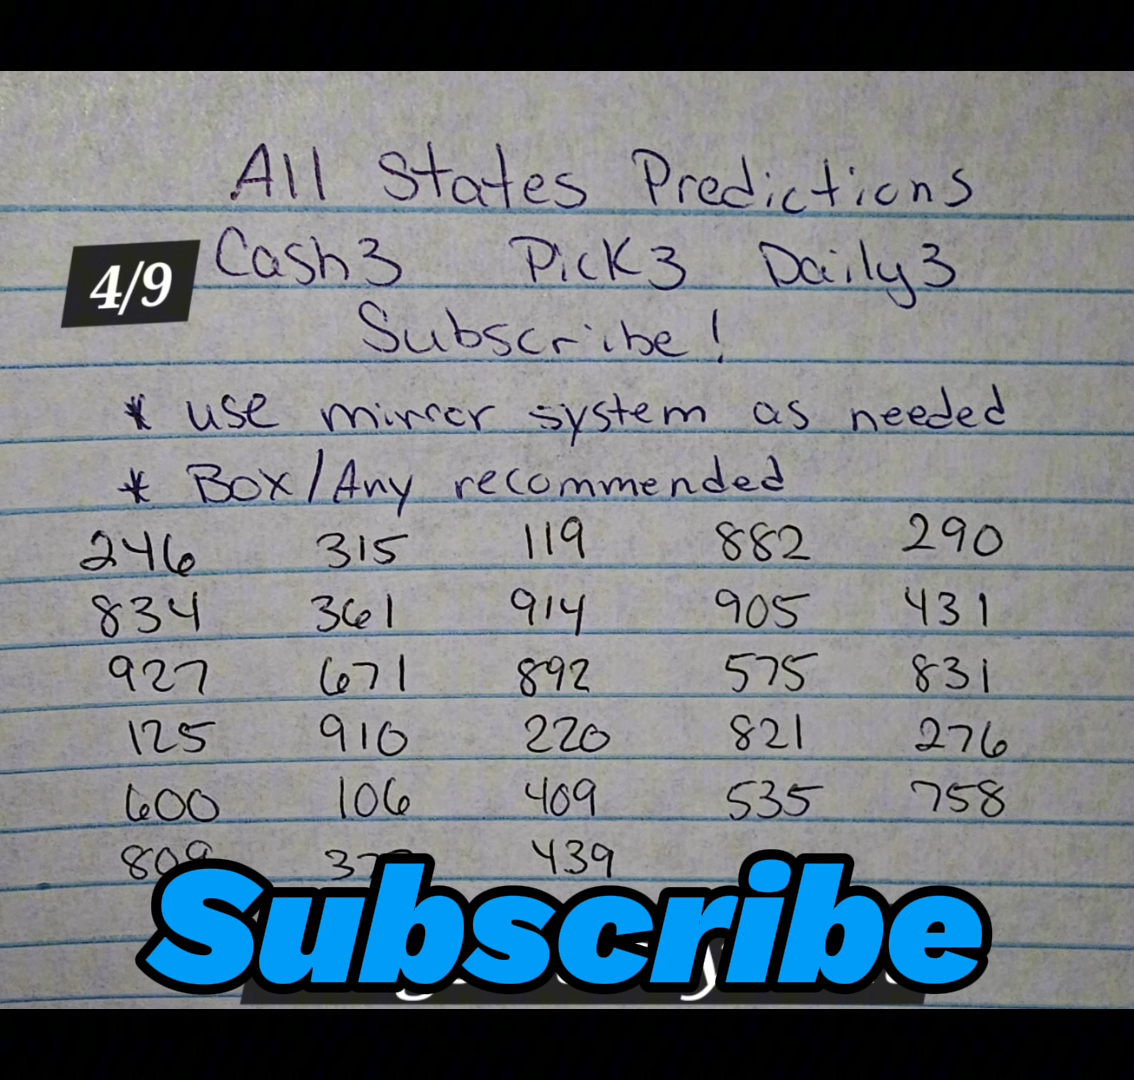 All States Predictions
4/9 Cash3 Pick3 Daily3
Subscribe!
* use mirror system as needed
* Box/Any recommended
246 315 119 882 290
834 361 914 905 431
927 671 892 575 831
125 910 220 821 276
600 106 409 535 758
439
Subscribe